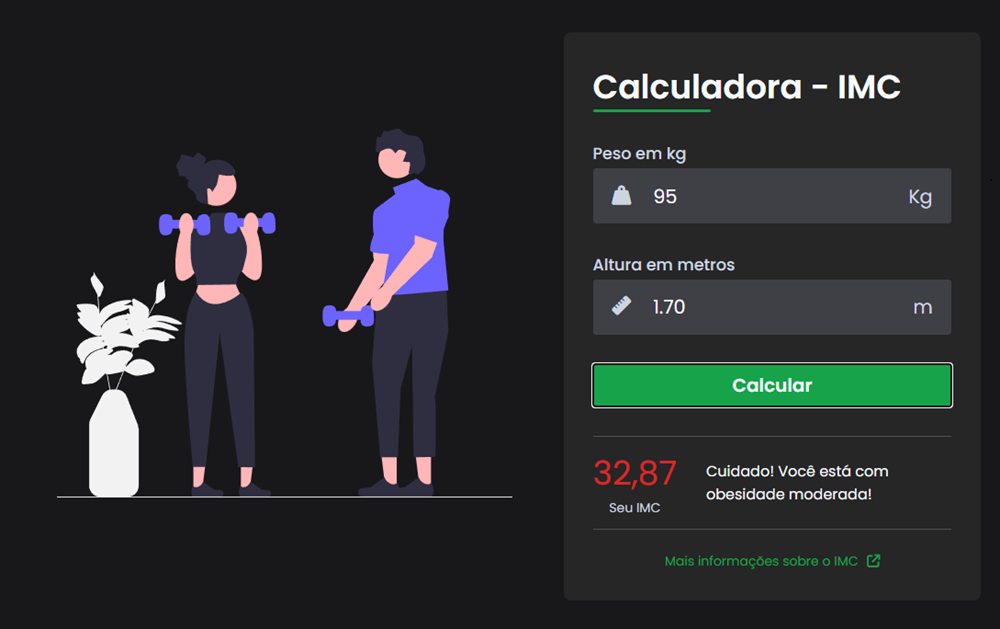 Calculadora - IMC
Peso em kg
95 Kg
Altura em metros
1.70 m
Calcular
32,87
Seu IMC
Cuidado! Você está com
obesidade moderada!
Mais informações sobre o IMC